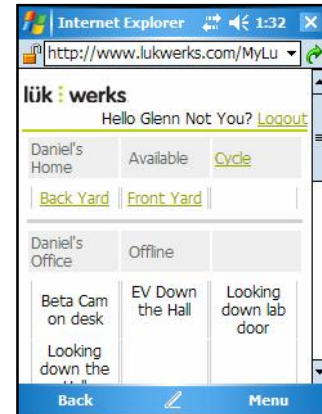 Internet Explorer 1:32
http://www.lukwerks.com/MyLu
lük werks
Hello Glenn Not You? Logout
Daniel's Home Available Cycle
Back Yard Front Yard
Daniel's Office Offline
Beta Cam on desk EV Down the Hall Looking down lab door
Looking down the
Back Menu